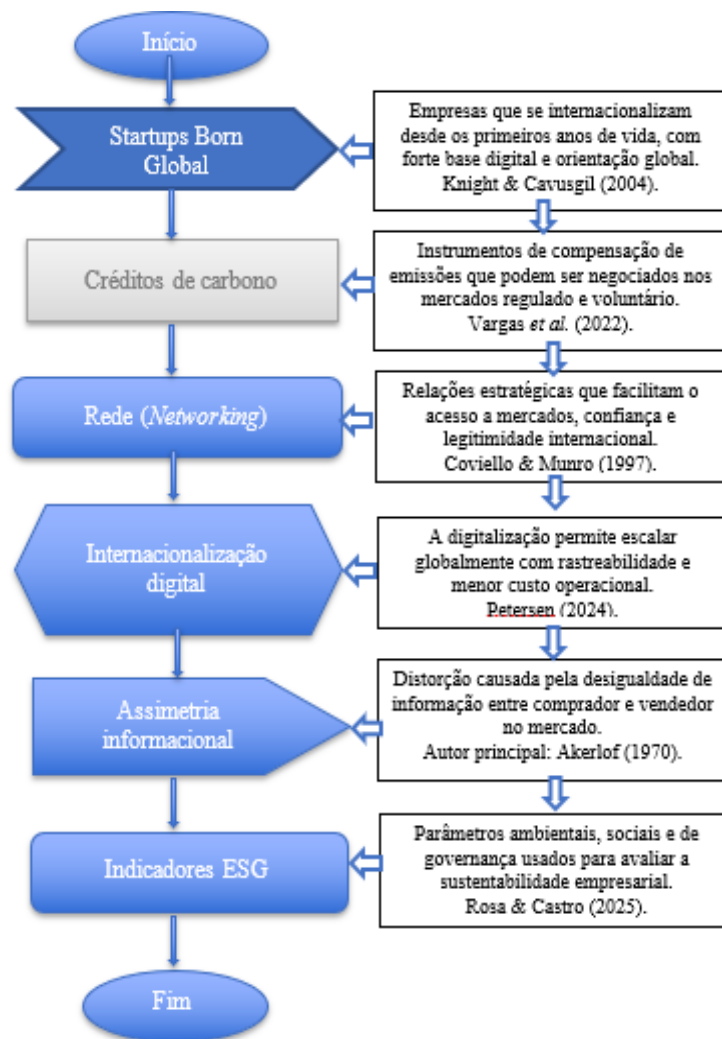 Início
Startups Born
Global
Empresas que se internacionalizam
desde os primeiros anos de vida, com
forte base digital e orientação global.
Knight & Cavusgil (2004).
Créditos de carbono
Instrumentos de compensação de
emissões que podem ser negociados nos
mercados regulado e voluntário.
Vargas et al. (2022).
Rede (Networking)
Relações estratégicas que facilitam o
acesso a mercados, confiança e
legitimidade internacional.
Coviello & Munro (1997).
Internacionalização
digital
A digitalização permite escalar
globalmente com rastreabilidade e
menor custo operacional.
Petersen (2024).
Assimetria
informacional
Distorção causada pela desigualdade de
informação entre comprador e vendedor
no mercado.
Autor principal: Akerlof (1970).
Indicadores ESG
Parâmetros ambientais, sociais e de
governança usados para avaliar a
sustentabilidade empresarial.
Rosa & Castro (2025).
Fim